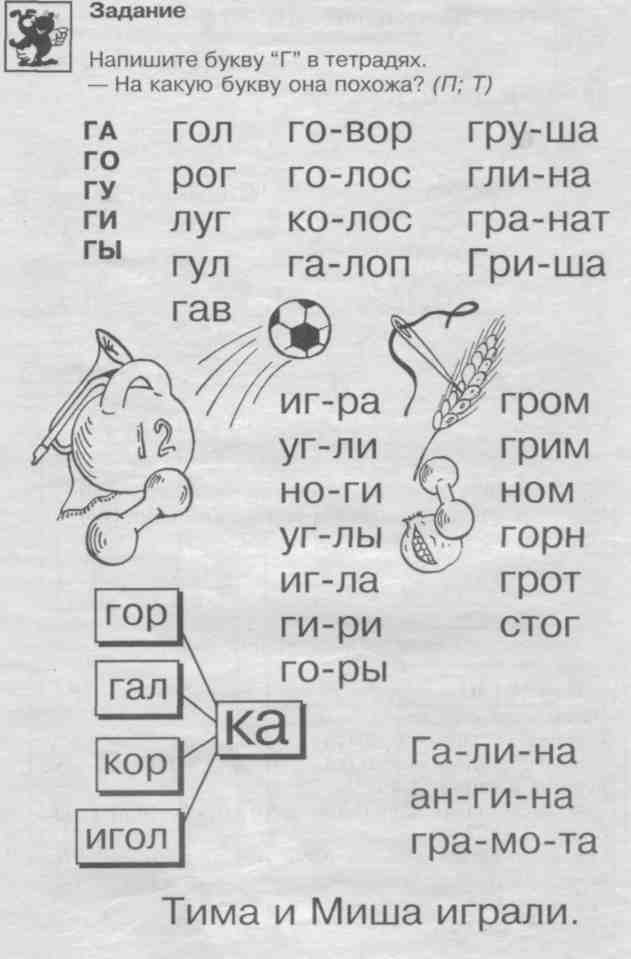 Задание
Напишите букву "Г" в тетрадях.
— На какую букву она похожа? (П; Т)
ГА
ГО
ГУ
ГИ
ГЫ
гол
рог
луг
гул
гав
го-вор
го-лос
ко-лос
га-лоп
гру-ша
гли-на
гра-нат
Гри-ша
12
иг-ра
уг-ли
но-ги
уг-лы
иг-ла
ги-ри
го-ры
гром
грим
ном
горн
грот
стог
гор
гал
кор
игол
ка
Га-ли-на
ан-ги-на
гра-мо-та
Тима и Миша играли.